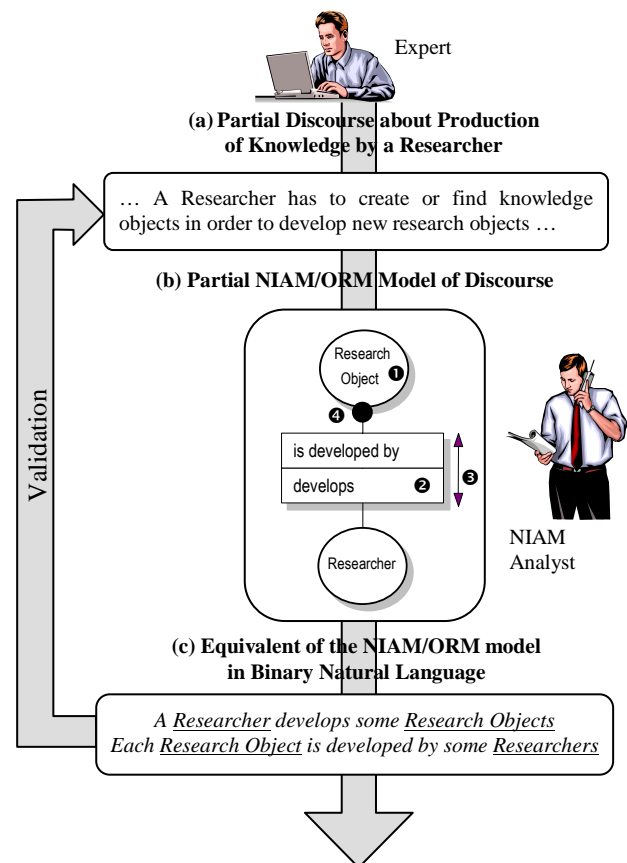 Expert
(a) Partial Discourse about Production
of Knowledge by a Researcher
… A Researcher has to create or find knowledge
objects in order to develop new research objects …
(b) Partial NIAM/ORM Model of Discourse
Research
Object ❶
❹
is developed by
develops ❷
❸
Researcher
NIAM
Analyst
Validation
(c) Equivalent of the NIAM/ORM model
in Binary Natural Language
A Researcher develops some Research Objects
Each Research Object is developed by some Researchers